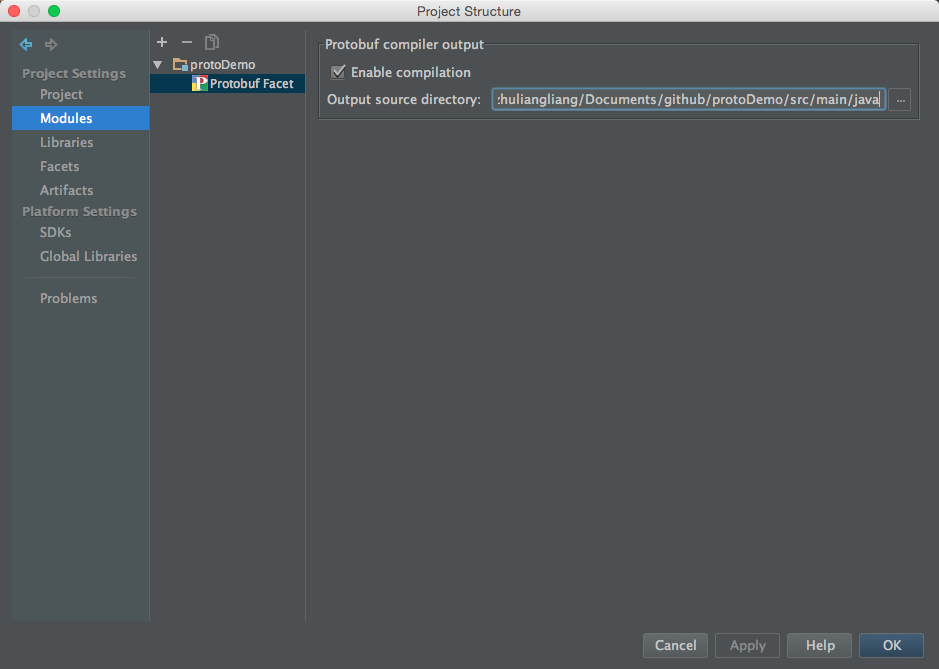 Project Structure
Project Settings
Project
Modules
Libraries
Facets
Artifacts
Platform Settings
SDKs
Global Libraries
Problems
protoDemo
Protobuf Facet
Protobuf compiler output
Enable compilation
Output source directory: huliangliang/Documents/github/protoDemo/src/main/java ...
Cancel
Apply
Help
OK